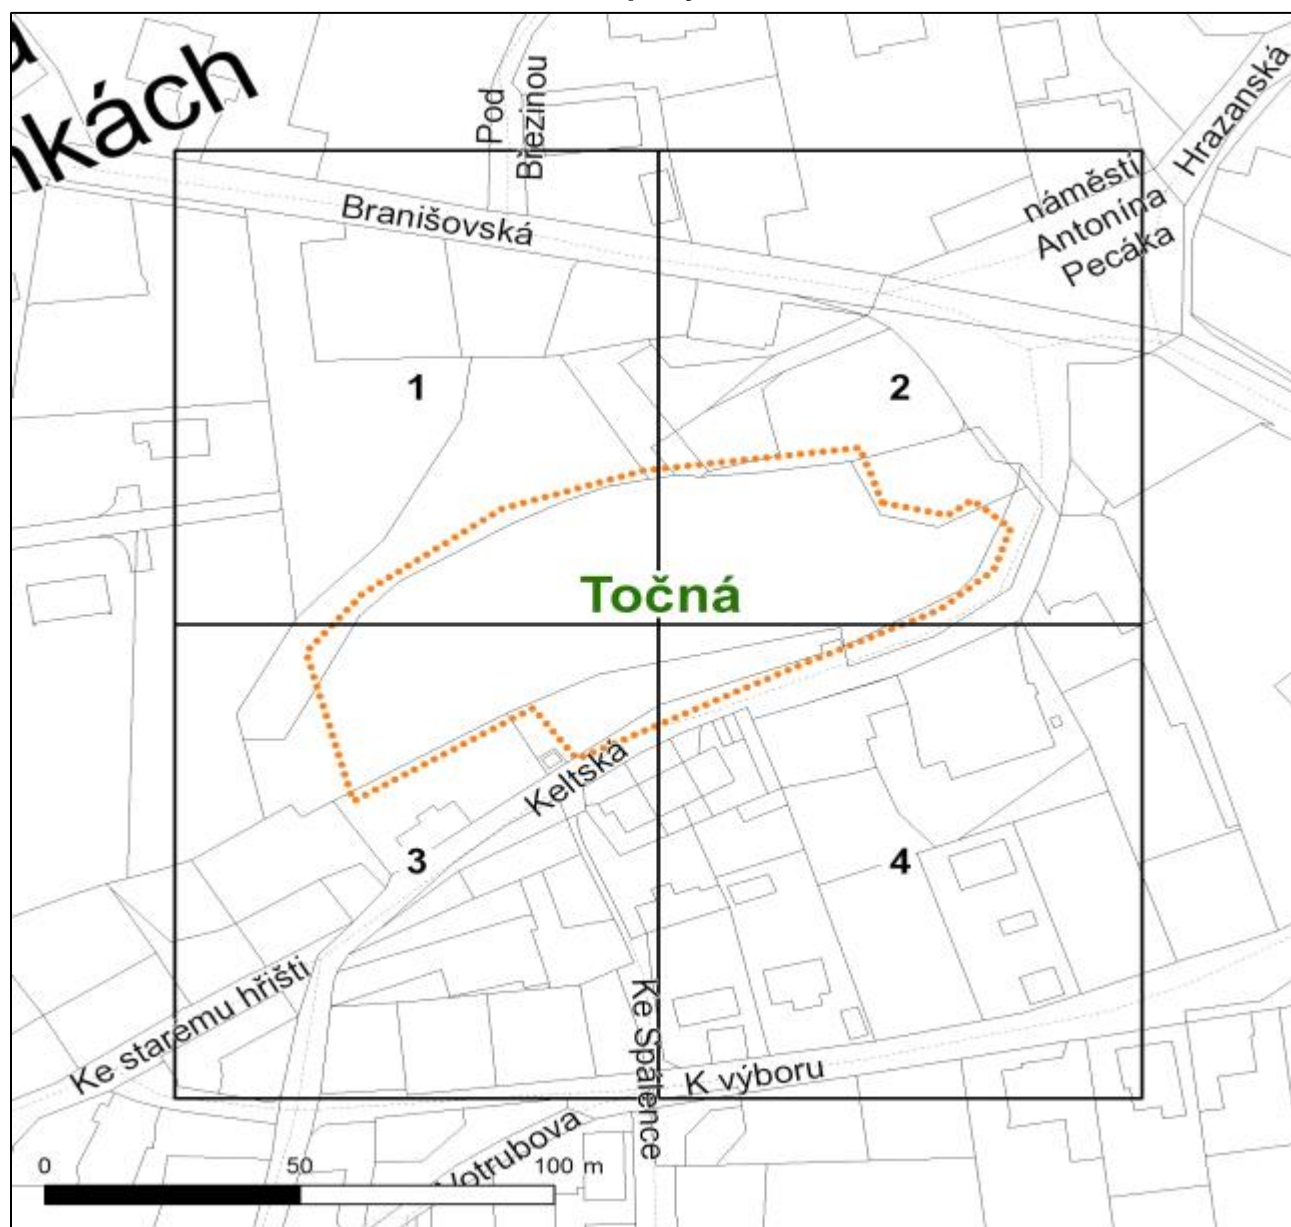 nkách
Pod
Březinou
Hrazanská
Branišovská
náměstí
Antonína
Pecáka
1
2
Točná
Keltská
3
4
Ke staremu hřišti
Ke Spálence
K výboru
Votrubova
0
50
100 m